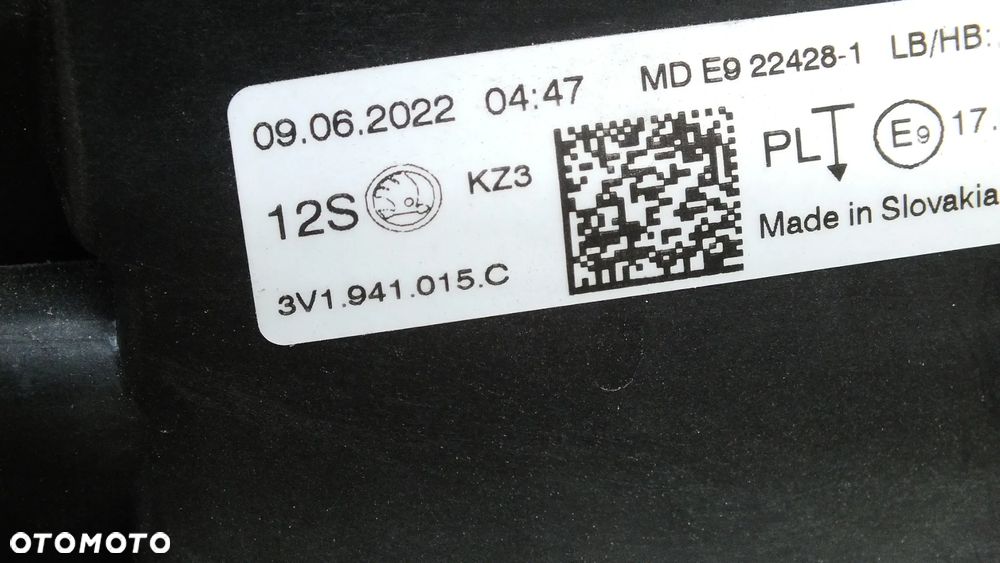 09.06.2022 04:47 MD E9 22428-1 LB/HB:
12S KZ3 PL E9 17.
Made in Slovakia
3V1.941.015.C
OTOMOTO